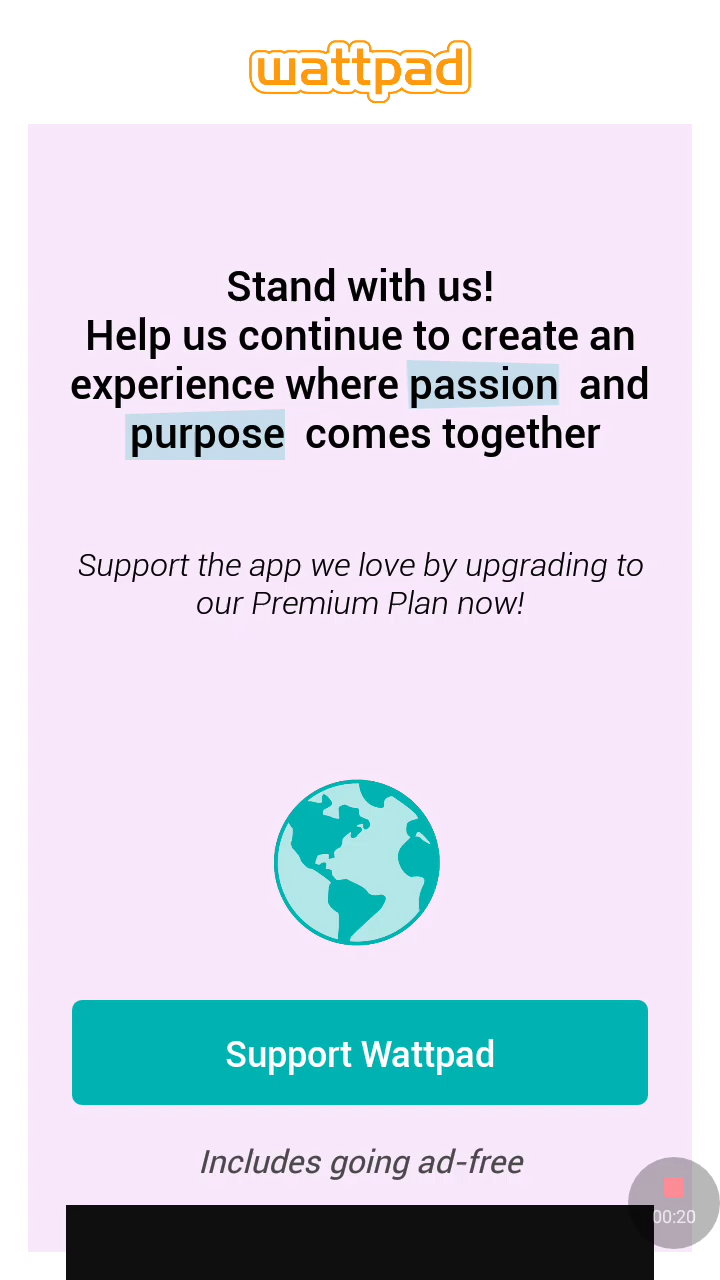 wattpad
Stand with us!
Help us continue to create an
experience where passion and
purpose comes together
Support the app we love by upgrading to
our Premium Plan now!
Support Wattpad
Includes going ad-free
00:20